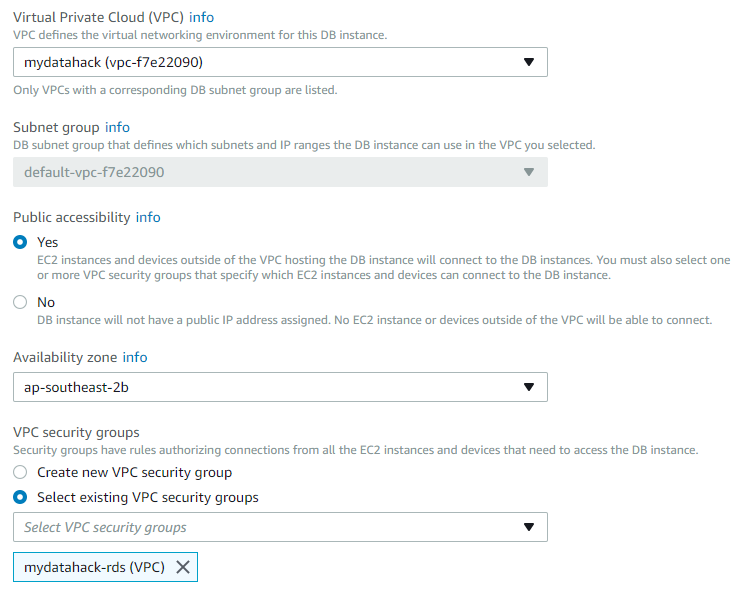 Virtual Private Cloud (VPC) info
VPC defines the virtual networking environment for this DB instance.
mydatahack (vpc-f7e22090)
Only VPCs with a corresponding DB subnet group are listed.
Subnet group info
DB subnet group that defines which subnets and IP ranges the DB instance can use in the VPC you selected.
default-vpc-f7e22090
Public accessibility info
Yes
EC2 instances and devices outside of the VPC hosting the DB instance will connect to the DB instances. You must also select one
or more VPC security groups that specify which EC2 instances and devices can connect to the DB instance.
No
DB instance will not have a public IP address assigned. No EC2 instance or devices outside of the VPC will be able to connect.
Availability zone info
ap-southeast-2b
VPC security groups
Security groups have rules authorizing connections from all the EC2 instances and devices that need to access the DB instance.
Create new VPC security group
Select existing VPC security groups
Select VPC security groups
mydatahack-rds (VPC)